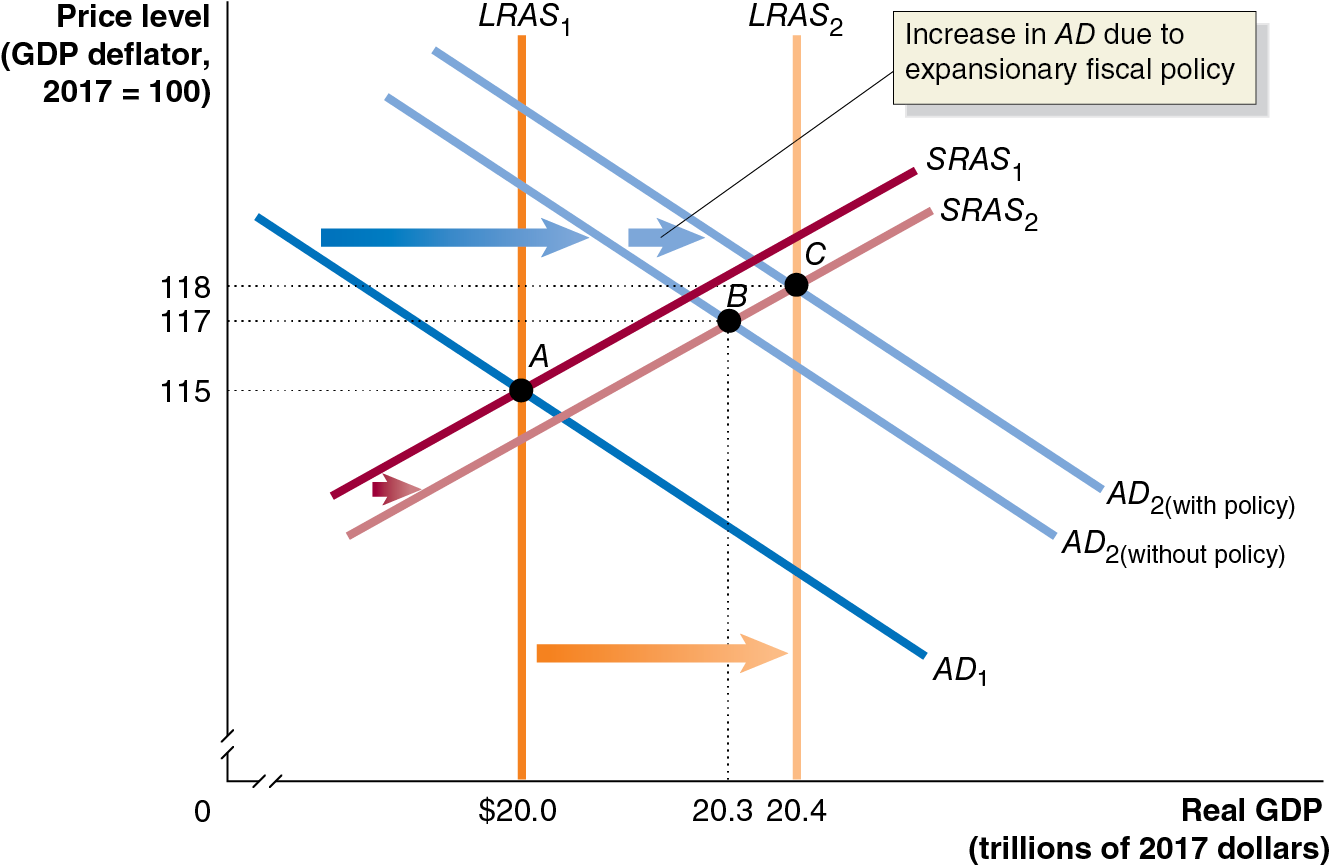 Price level
(GDP deflator,
2017 = 100)
LRAS₁
LRAS₂
Increase in AD due to
expansionary fiscal policy
SRAS₁
SRAS₂
C
118
B
117
A
115
AD₂(with policy)
AD₂(without policy)
AD₁
0
$20.0
20.3
20.4
Real GDP
(trillions of 2017 dollars)